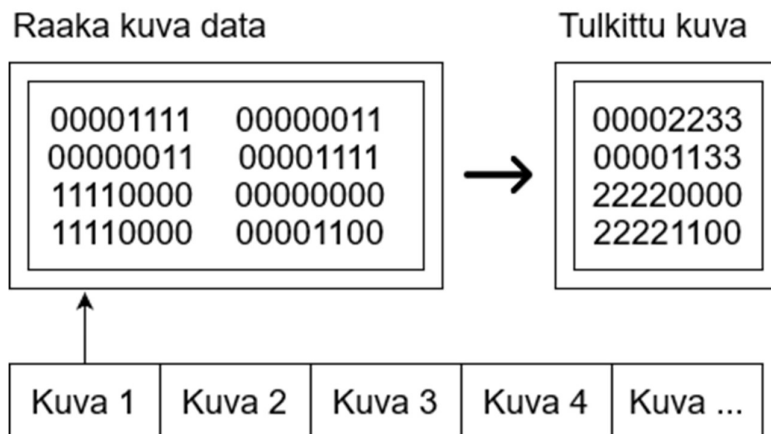 Raaka kuva data
Tulkittu kuva
00001111 00000011
00000011 00001111
11110000 00000000
11110000 00001100
00002233
00001133
22220000
22221100
Kuva 1 Kuva 2 Kuva 3 Kuva 4 Kuva ...